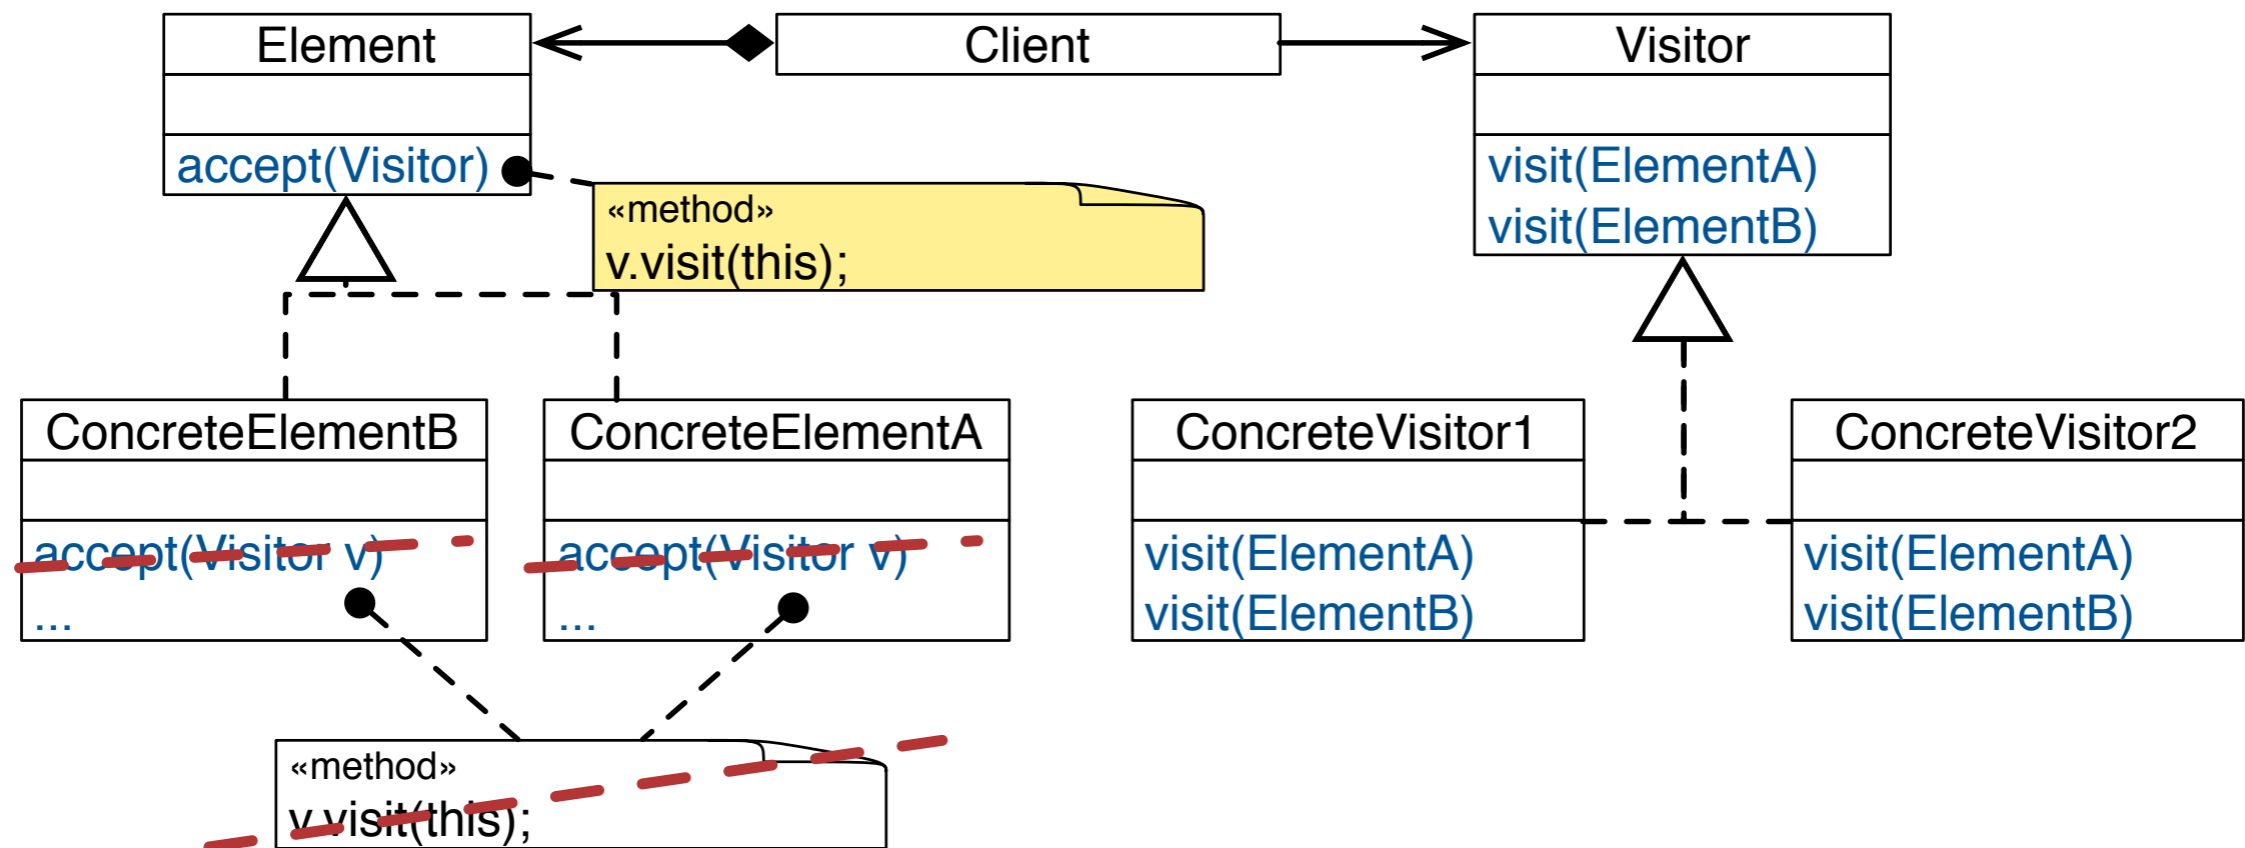 Element
Client
Visitor
accept(Visitor)
«method»
v.visit(this);
visit(ElementA)
visit(ElementB)
ConcreteElementB
ConcreteElementA
ConcreteVisitor1
ConcreteVisitor2
accept(Visitor v)
...
accept(Visitor v)
...
visit(ElementA)
visit(ElementB)
visit(ElementA)
visit(ElementB)
«method»
v.visit(this);